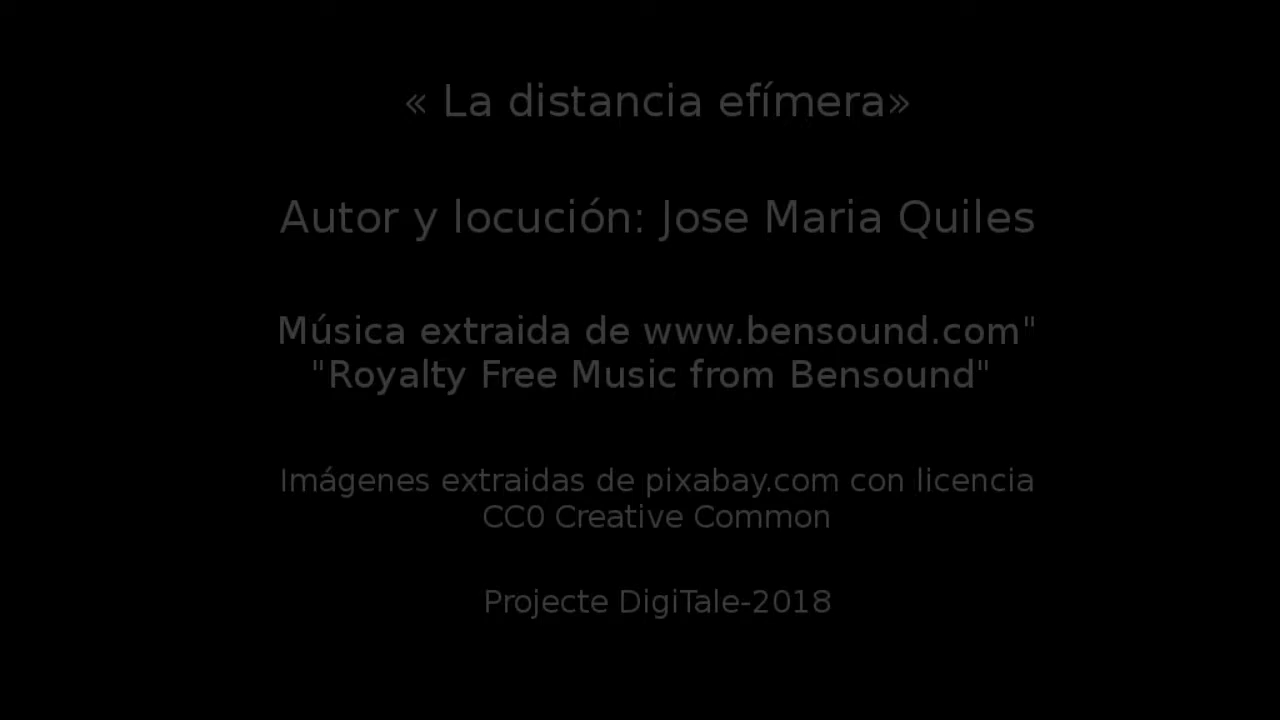 « La distancia efímera»
Autor y locución: Jose Maria Quiles
Música extraida de www.bensound.com"
"Royalty Free Music from Bensound"
Imágenes extraidas de pixabay.com con licencia
CC0 Creative Common
Projecte DigiTale-2018